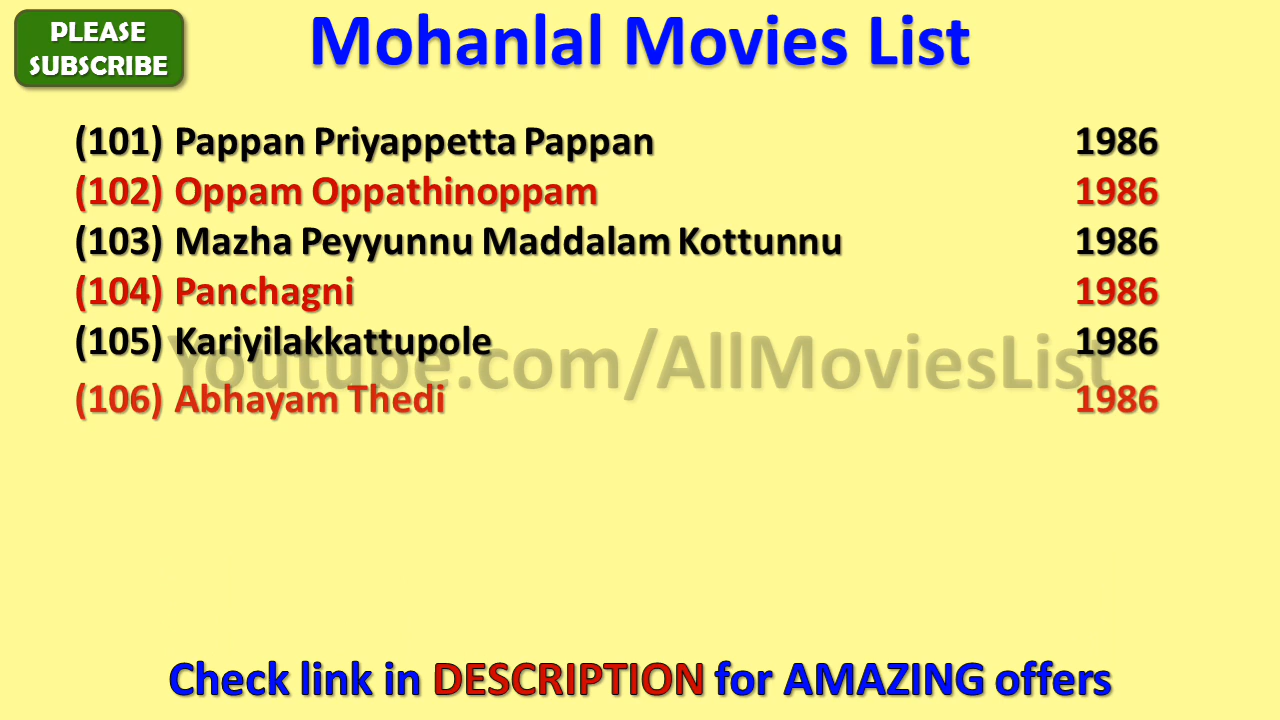 PLEASE
SUBSCRIBE
Mohanlal Movies List
(101) Pappan Priyappetta Pappan 1986
(102) Oppam Oppathinoppam 1986
(103) Mazha Peyyunnu Maddalam Kottunnu 1986
(104) Panchagni 1986
(105) Kariyilakkattupole 1986
Youtube.com/AllMoviesList
(106) Abhayam Thedi 1986
Check link in DESCRIPTION for AMAZING offers